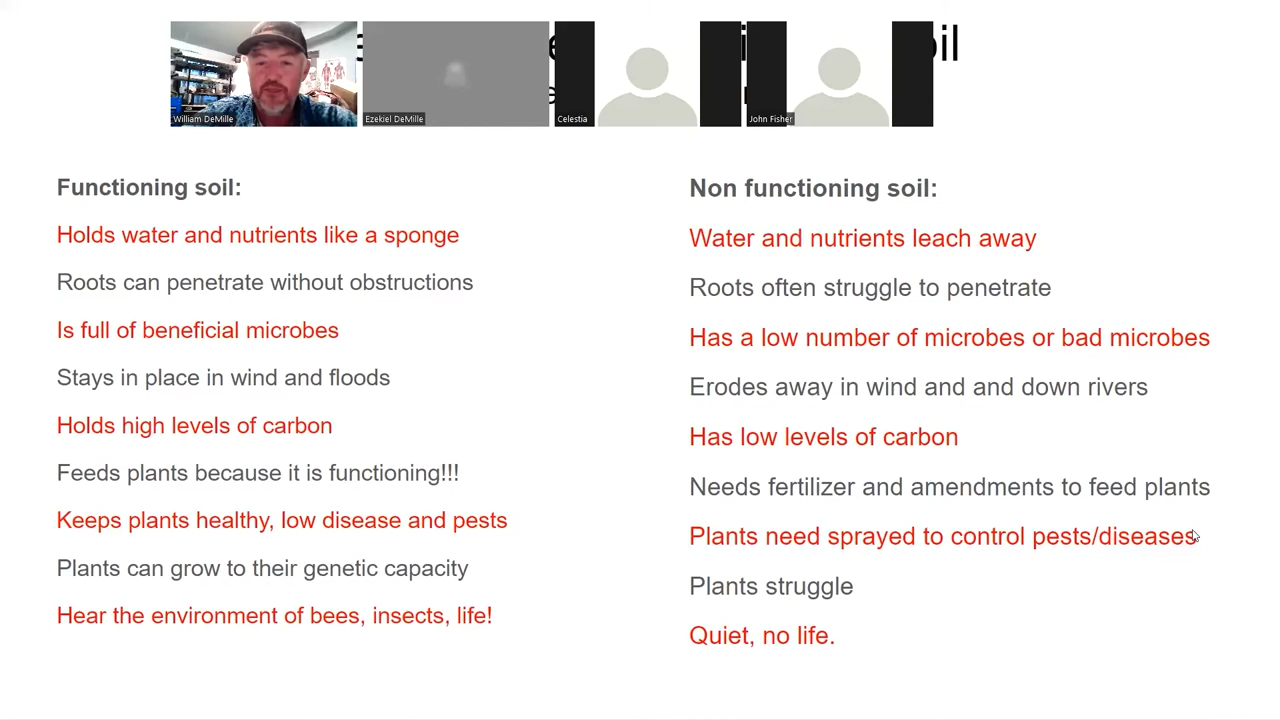 oil
William DeMille
Ezekiel DeMille
Celestia
John Fisher
Functioning soil:
Holds water and nutrients like a sponge
Roots can penetrate without obstructions
Is full of beneficial microbes
Stays in place in wind and floods
Holds high levels of carbon
Feeds plants because it is functioning!!!
Keeps plants healthy, low disease and pests
Plants can grow to their genetic capacity
Hear the environment of bees, insects, life!
Non functioning soil:
Water and nutrients leach away
Roots often struggle to penetrate
Has a low number of microbes or bad microbes
Erodes away in wind and and down rivers
Has low levels of carbon
Needs fertilizer and amendments to feed plants
Plants need sprayed to control pests/diseases
Plants struggle
Quiet, no life.